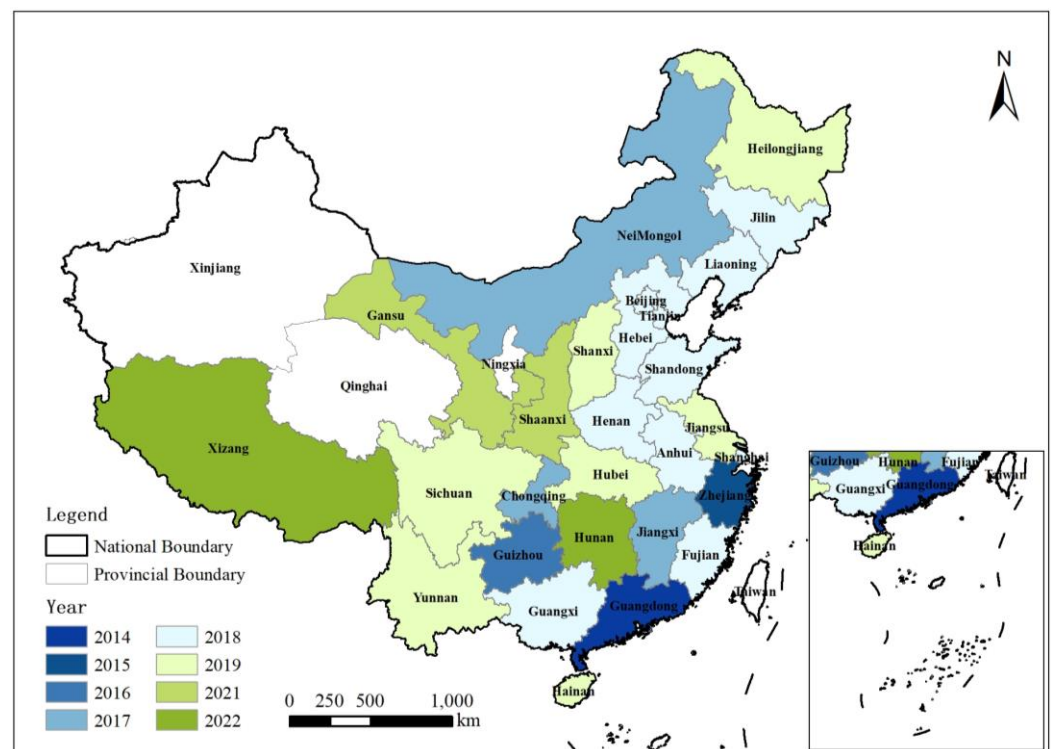 N
Heilongjiang
Jilin
NeiMongol
Liaoning
Xinjiang
Beijing
Tianjin
Gansu
Hebei
Shanxi
Ningxia
Shandong
Qinghai
Shaanxi
Henan
Jiangsu
Xizang
Anhui
Shanghai
Hubei
Sichuan
Chongqing
Zhejiang
Hunan
Jiangxi
Guizhou
Fujian
Yunnan
Guangxi
Guangdong
Taiwan
Hainan
Legend
National Boundary
Provincial Boundary
Year
2014 2018
2015 2019
2016 2021
2017 2022
0 250 500 1,000
km
Guizhou Hunan Fujian
Taiwan
Guangxi Guangdong
Hainan